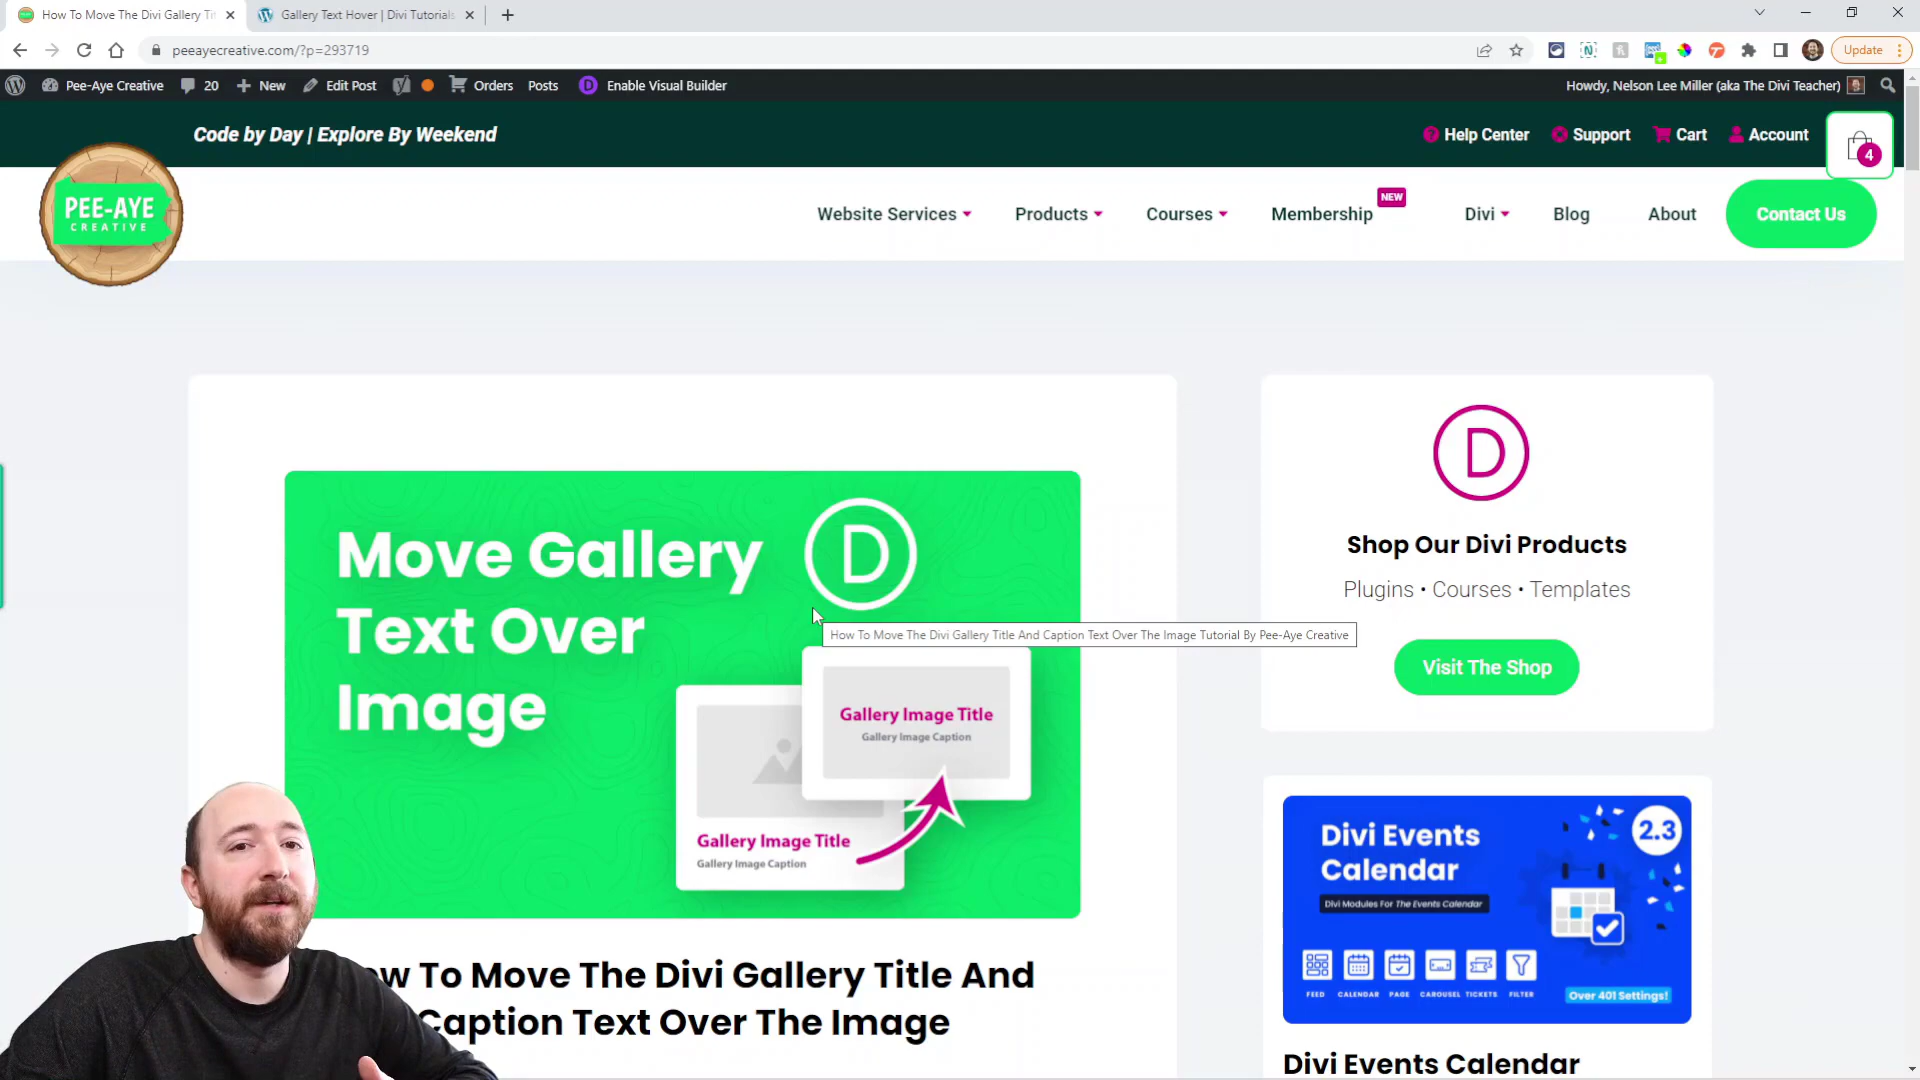 How To Move The Divi Gallery Tit
Gallery Text Hover | Divi Tutorials
peeayecreative.com/?p=293719
Update
Pee-Aye Creative
20
New
Edit Post
Orders
Posts
Enable Visual Builder
Howdy, Nelson Lee Miller (aka The Divi Teacher)
Code by Day | Explore By Weekend
Help Center
Support
Cart
Account
4
PEE-AYE
CREATIVE
Website Services
Products
Courses
Membership
NEW
Divi
Blog
About
Contact Us
Move Gallery
Text Over
Image
D
How To Move The Divi Gallery Title And Caption Text Over The Image Tutorial By Pee-Aye Creative
Gallery Image Title
Gallery Image Caption
Gallery Image Title
Gallery Image Caption
ow To Move The Divi Gallery Title And
Caption Text Over The Image
D
Shop Our Divi Products
Plugins • Courses • Templates
Visit The Shop
Divi Events
Calendar
2.3
Divi Modules For The Events Calendar
FEED CALENDAR PAGE CAROUSEL TICKETS FILTER
Over 401 Settings!
Divi Events Calendar